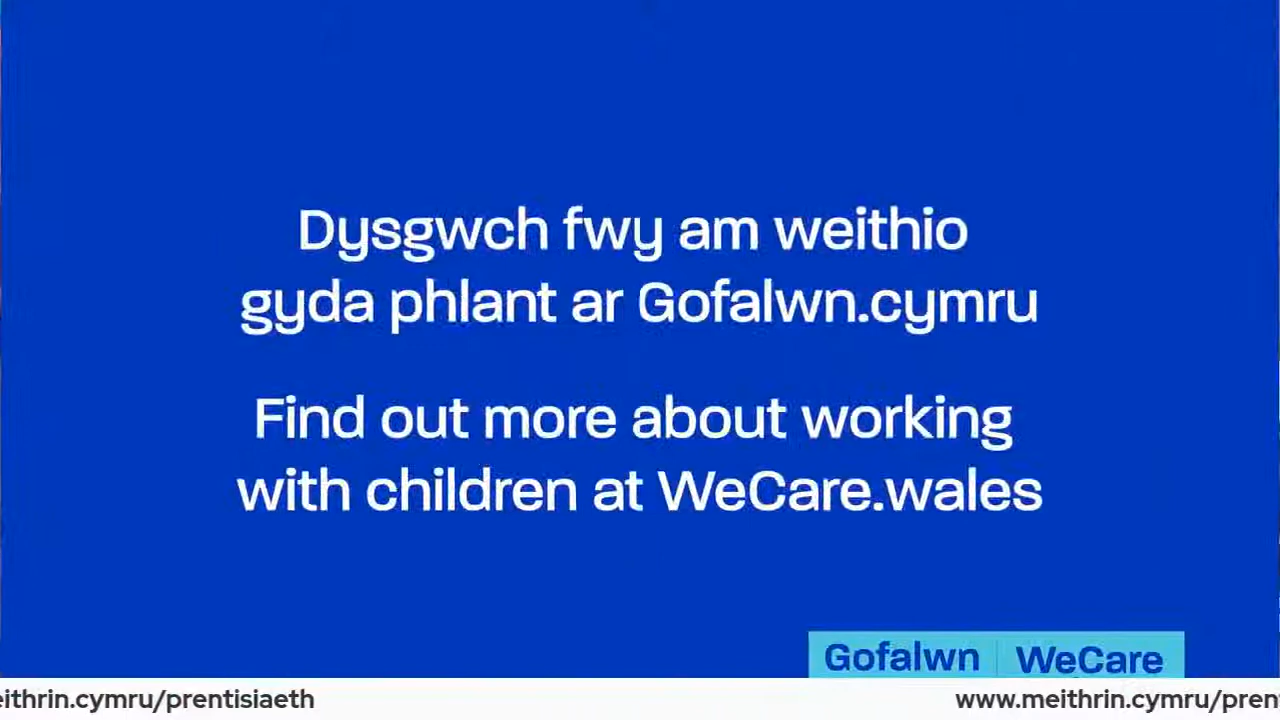 Dysgwch fwy am weithio
gyda phlant ar Gofalwn.cymru
Find out more about working
with children at WeCare.wales
Gofalwn | WeCare
eithrin.cymru/prentisiaeth www.meithrin.cymru/pren